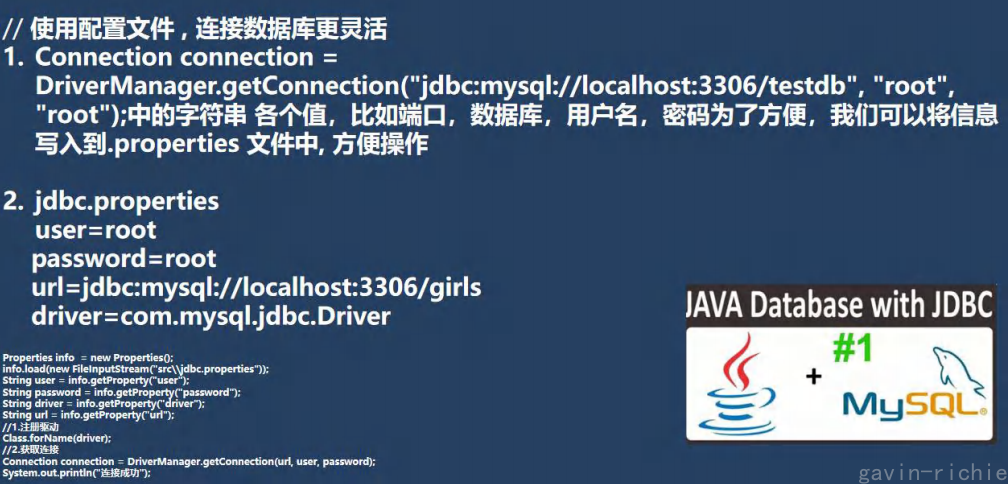 // 使用配置文件 , 连接数据库更灵活
1. Connection connection =
DriverManager.getConnection("jdbc:mysql://localhost:3306/testdb", "root",
"root");中的字符串 各个值，比如端口，数据库，用户名，密码为了方便，我们可以将信息
写入到.properties 文件中, 方便操作
2. jdbc.properties
user=root
password=root
url=jdbc:mysql://localhost:3306/girls
driver=com.mysql.jdbc.Driver
JAVA Database with JDBC
#1
+
MySQL®
Java
Properties info  = new Properties();
info.load(new FileInputStream("src\\jdbc.properties"));
String user = info.getProperty("user");
String password = info.getProperty("password");
String driver = info.getProperty("driver");
String url = info.getProperty("url");
//1.注册驱动
Class.forName(driver);
//2.获取连接
Connection connection = DriverManager.getConnection(url, user, password);
System.out.println("连接成功");
gavin-richie